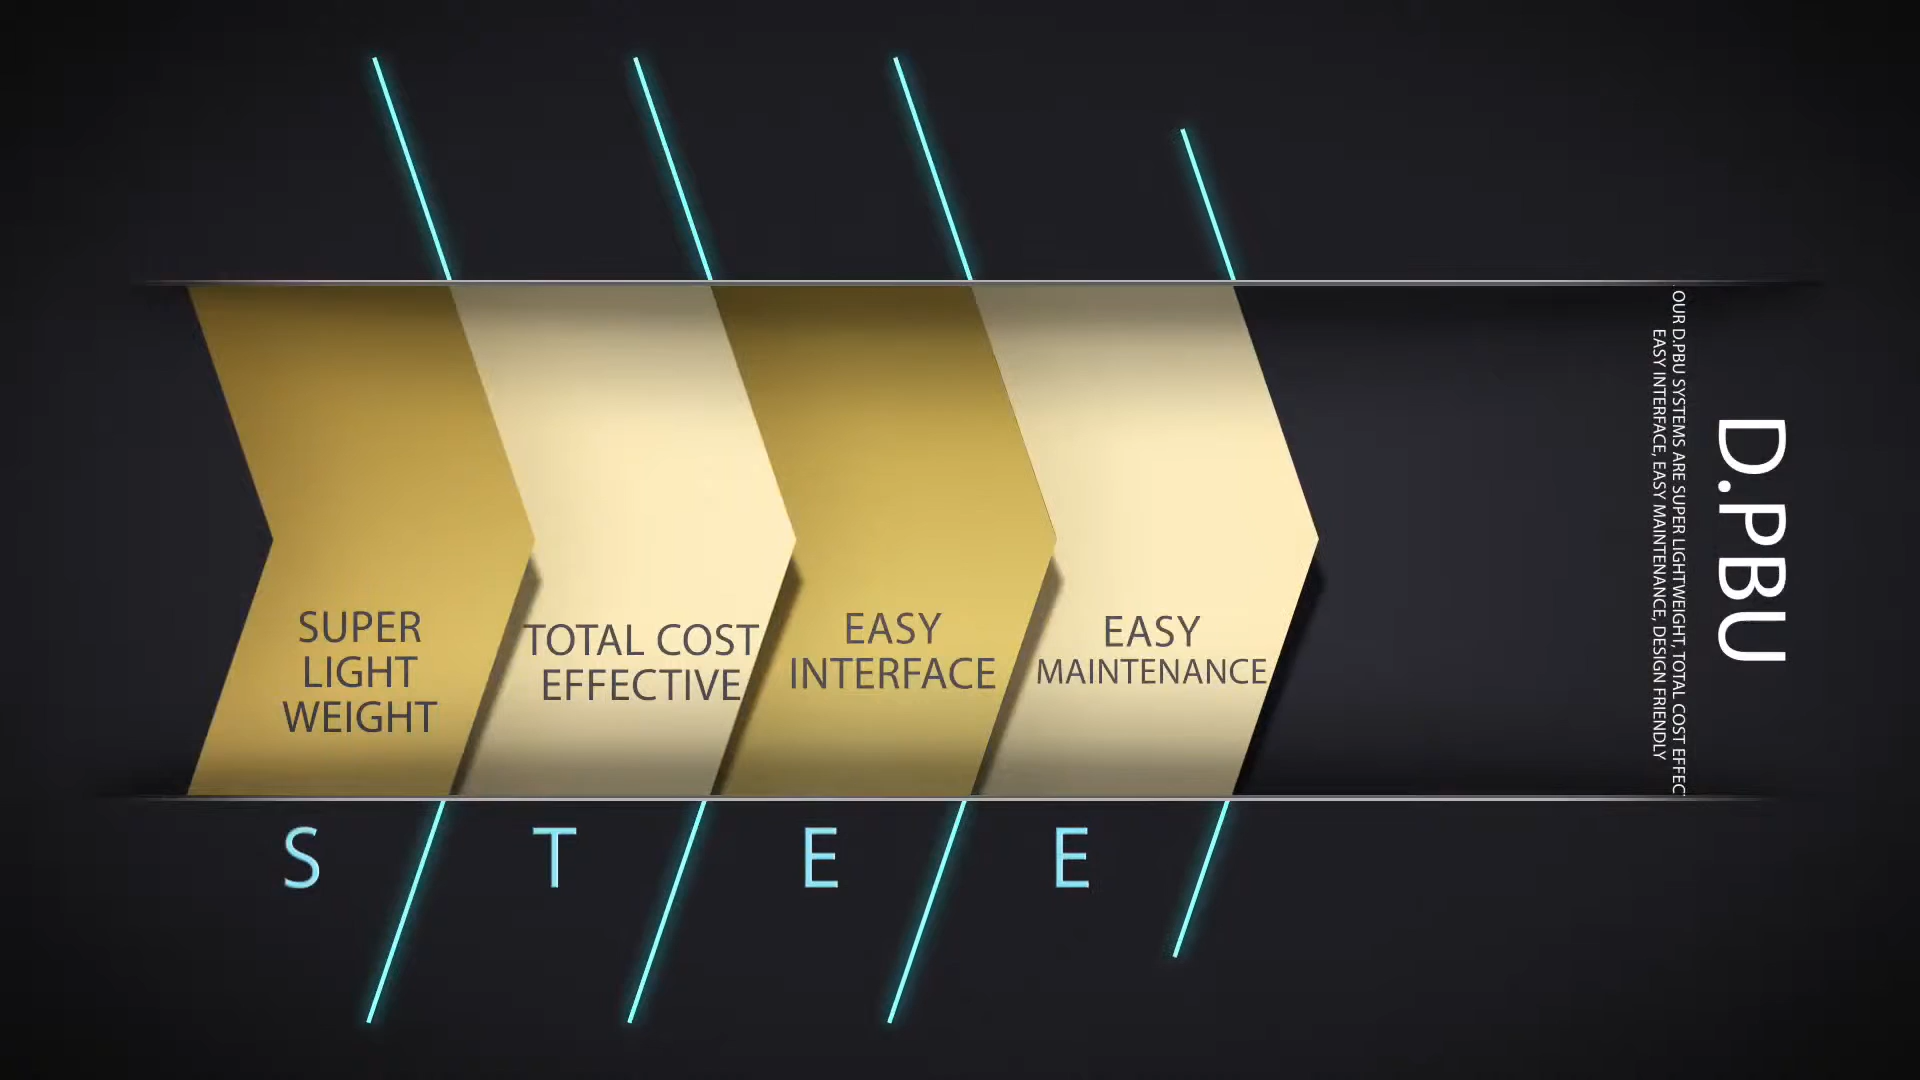 SUPER
LIGHT
WEIGHT
TOTAL COST
EFFECTIVE
EASY
INTERFACE
EASY
MAINTENANCE
S
T
E
E
D.PBU
OUR D.PBU SYSTEMS ARE SUPER LIGHTWEIGHT, TOTAL COST EFFEC
EASY INTERFACE, EASY MAINTENANCE, DESIGN FRIENDLY